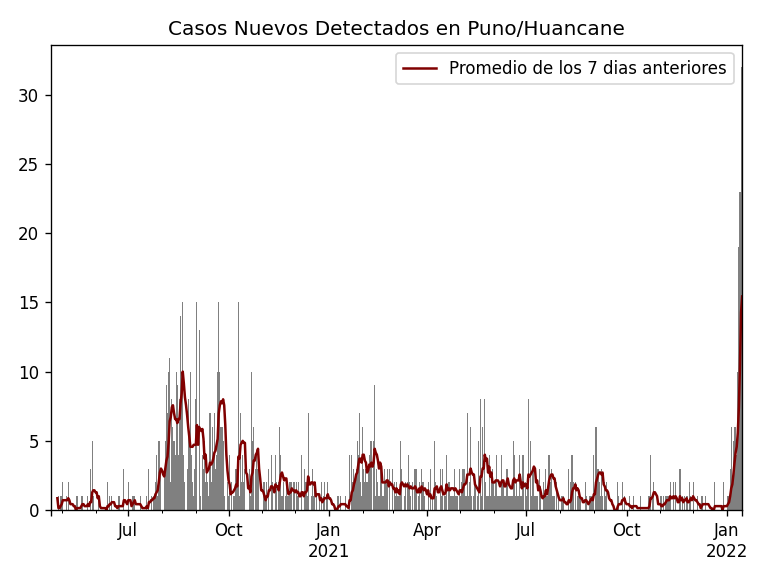 Casos Nuevos Detectados en Puno/Huancane
Promedio de los 7 dias anteriores
30
25
20
15
10
5
0
Jul Oct Jan Apr Jul Oct Jan
2021 2022